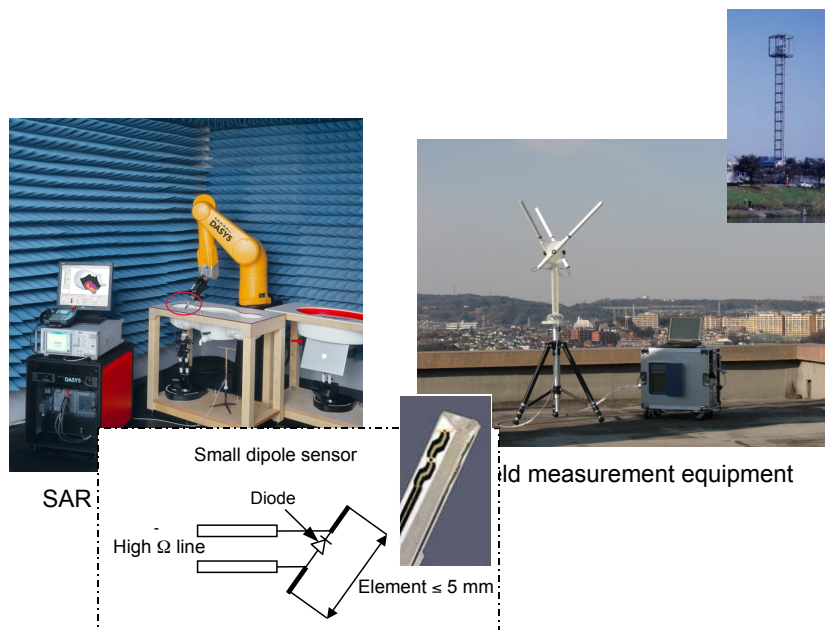 DASY5
DASY5
SAR
ld measurement equipment
Small dipole sensor
Diode
-
High Ω line
Element ≤ 5 mm